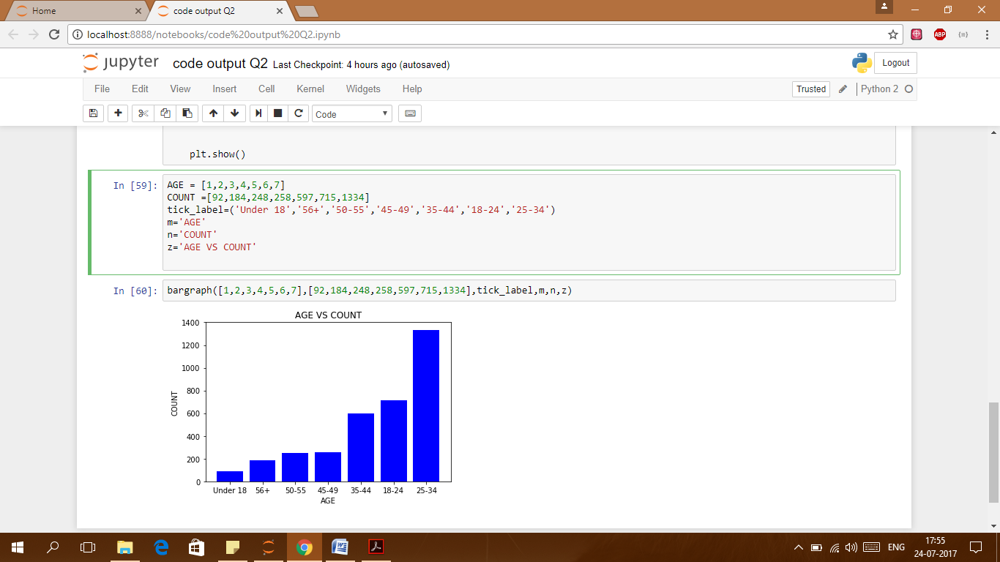 Home
code output Q2
localhost:8888/notebooks/code%20output%20Q2.ipynb
ABP
jupyter code output Q2 Last Checkpoint: 4 hours ago (autosaved)
Logout
File Edit View Insert Cell Kernel Widgets Help
Trusted Python 2
Code
plt.show()
In [59]: AGE = [1,2,3,4,5,6,7]
COUNT =[92,184,248,258,597,715,1334]
tick_label=('Under 18','56+','50-55','45-49','35-44','18-24','25-34')
m='AGE'
n='COUNT'
z='AGE VS COUNT'
In [60]: bargraph([1,2,3,4,5,6,7],[92,184,248,258,597,715,1334],tick_label,m,n,z)
AGE VS COUNT
1400
1200
1000
800
600
400
200
0
COUNT
Under 18 56+ 50-55 45-49 35-44 18-24 25-34
AGE
ENG
17:55
24-07-2017